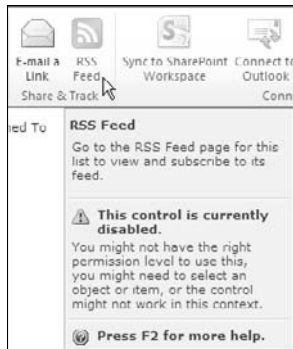 E-mail a Link
RSS Feed
Sync to SharePoint Workspace
Connect to Outlook
Share & Track
Conn
ied To
RSS Feed
Go to the RSS Feed page for this
list to view and subscribe to its
feed.
This control is currently
disabled.
You might not have the right
permission level to use this,
you might need to select an
object or item, or the control
might not work in this context.
Press F2 for more help.